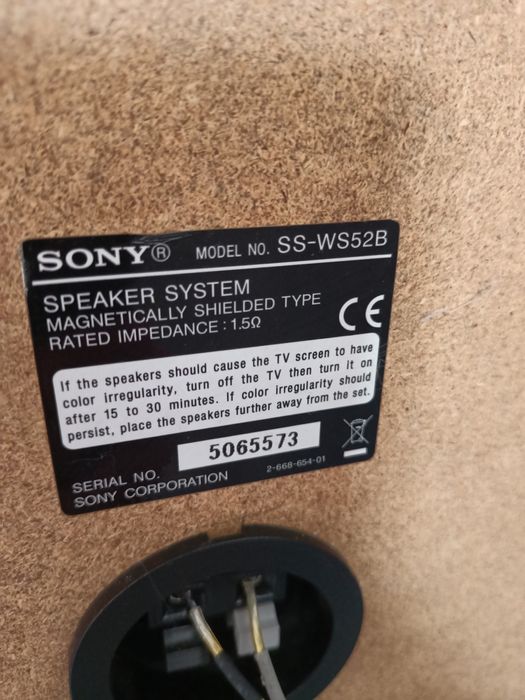 SONY® MODEL NO. SS-WS52B
SPEAKER SYSTEM
MAGNETICALLY SHIELDED TYPE
RATED IMPEDANCE : 1.5Ω
CE
If the speakers should cause the TV screen to have
color irregularity, turn off the TV then turn it on
after 15 to 30 minutes. If color irregularity should
persist, place the speakers further away from the set.
SERIAL NO. 5065573
SONY CORPORATION 2-668-654-01